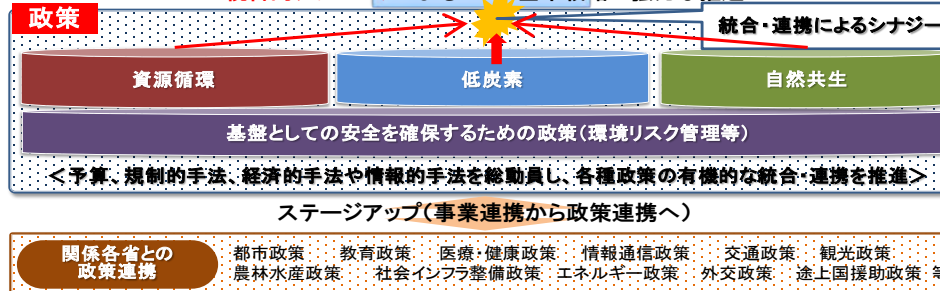 政策
統合・連携によるシナジー
資源循環
低炭素
自然共生
基盤としての安全を確保するための政策(環境リスク管理等)
＜予算、規制的手法、経済的手法や情報的手法を総動員し、各種政策の有機的な統合・連携を推進＞
ステージアップ(事業連携から政策連携へ)
関係各省との
政策連携
都市政策 教育政策 医療・健康政策 情報通信政策 交通政策 観光政策
農林水産政策 社会インフラ整備政策 エネルギー政策 外交政策 途上国援助政策 等